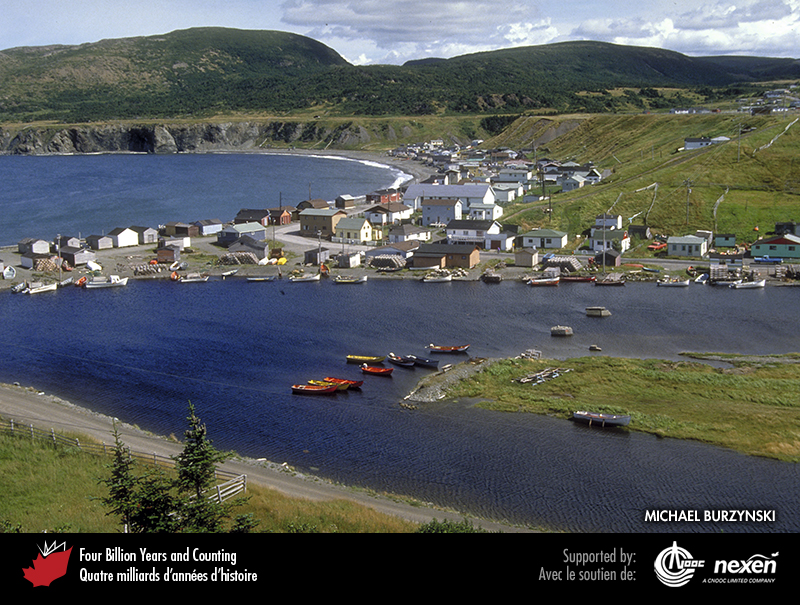 MICHAEL BURZYNSKI
Four Billion Years and Counting
Quatre milliards d'années d'histoire
Supported by:
Avec le soutien de:
CNOOC
nexen
A CNOOC LIMITED COMPANY